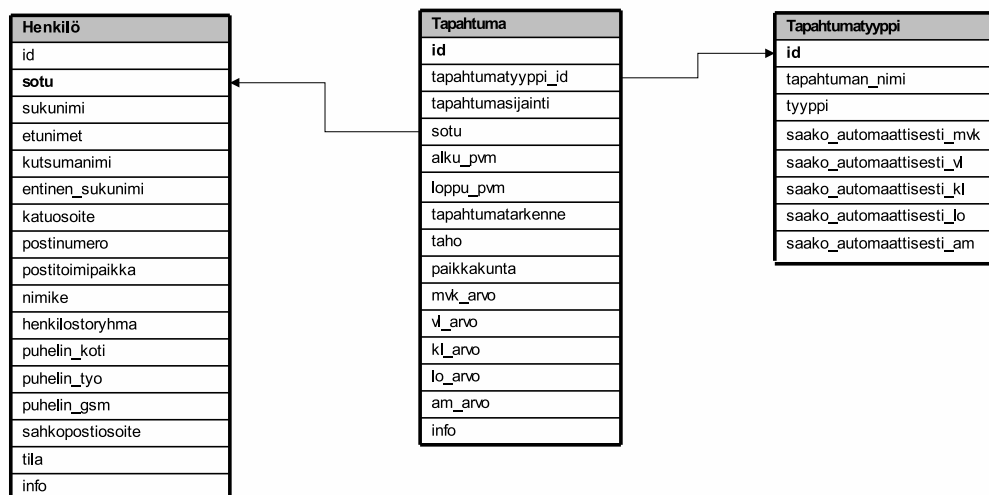 Henkilö
id
sotu
sukunimi
etunimet
kutsumanimi
entinen_sukunimi
katuosoite
postinumero
postitoimipaikka
nimike
henkilostoryhma
puhelin_koti
puhelin_tyo
puhelin_gsm
sahkopostiosoite
tila
info
Tapahtuma
id
tapahtumatyyppi_id
tapahtumasijainti
sotu
alku_pvm
loppu_pvm
tapahtumatarkenne
taho
paikkakunta
mvk_arvo
vl_arvo
kl_arvo
lo_arvo
am_arvo
info
Tapahtumatyyppi
id
tapahtuman_nimi
tyyppi
saako_automaattisesti_mvk
saako_automaattisesti_vl
saako_automaattisesti_kl
saako_automaattisesti_lo
saako_automaattisesti_am